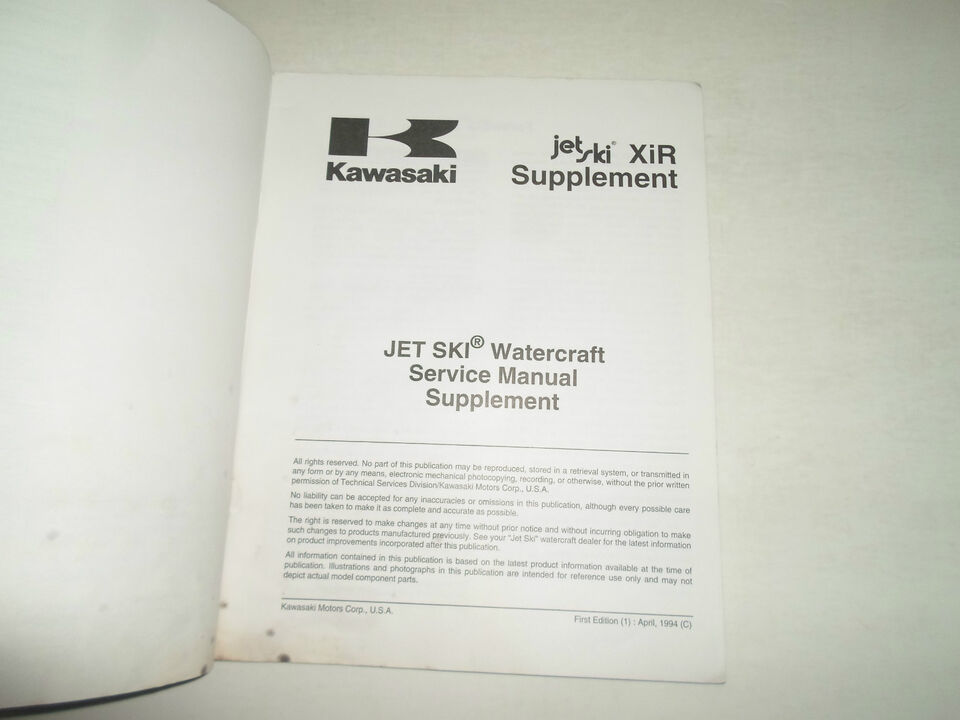 Kawasaki
jet ski® XiR
Supplement
JET SKI® Watercraft
Service Manual
Supplement
All rights reserved. No part of this publication may be reproduced, stored in a retrieval system, or transmitted in
any form or by any means, electronic mechanical photocopying, recording, or otherwise, without the prior written
permission of Technical Services Division/Kawasaki Motors Corp., U.S.A.
No liability can be accepted for any inaccuracies or omissions in this publication, although every possible care
has been taken to make it as complete and accurate as possible.
The right is reserved to make changes at any time without prior notice and without incurring obligation to make
such changes to products manufactured previously. See your "Jet Ski" watercraft dealer for the latest information
on product improvements incorporated after this publication.
All information contained in this publication is based on the latest product information available at the time of
publication. Illustrations and photographs in this publication are intended for reference use only and may not
depict actual model component parts.
Kawasaki Motors Corp., U.S.A.
First Edition (1) : April, 1994 (C)